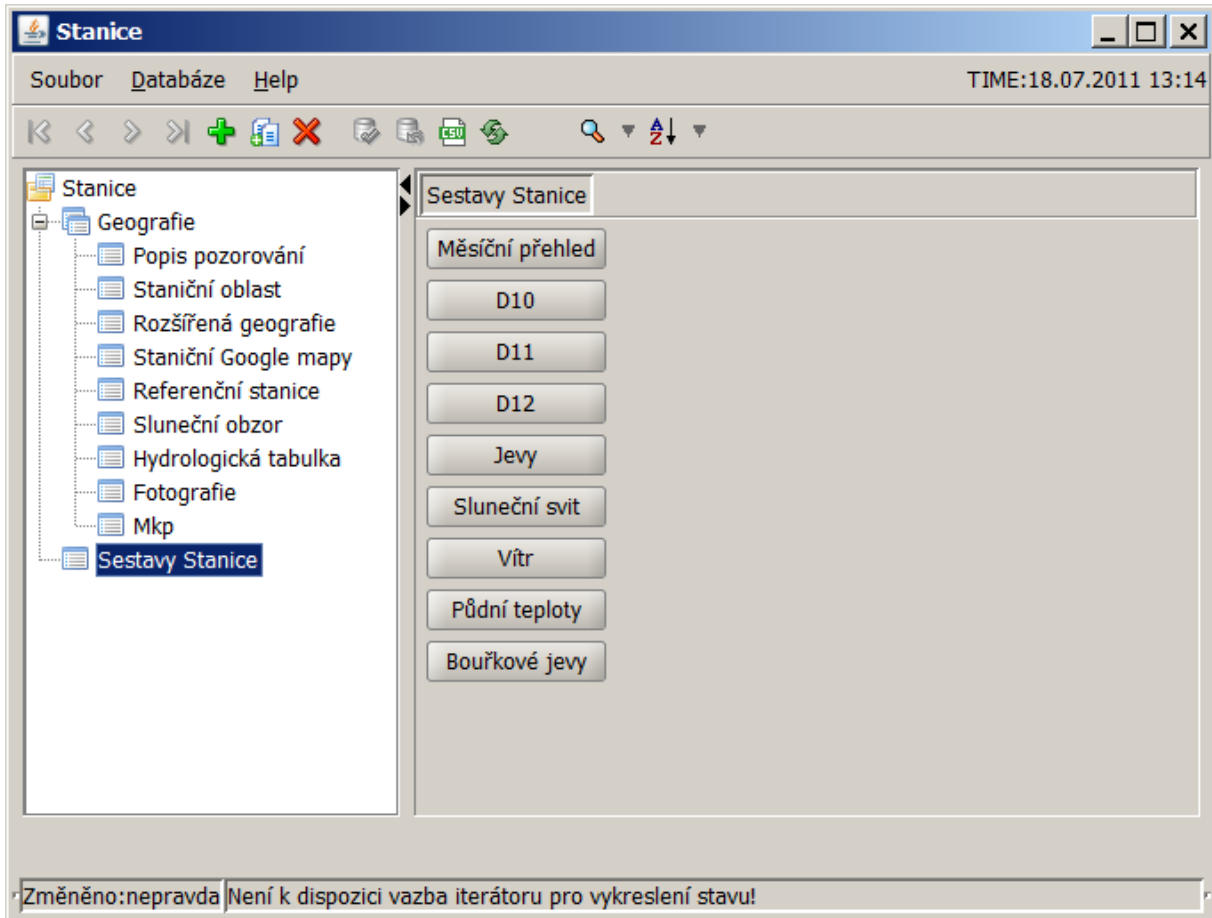 Stanice
Soubor Databáze Help TIME:18.07.2011 13:14
CSU
A
Z
Stanice
Geografie
Popis pozorování
Staniční oblast
Rozšířená geografie
Staniční Google mapy
Referenční stanice
Sluneční obzor
Hydrologická tabulka
Fotografie
Mkp
Sestavy Stanice
Sestavy Stanice
Měsíční přehled
D10
D11
D12
Jevy
Sluneční svit
Vítr
Půdní teploty
Bouřkové jevy
Změněno:nepravda Není k dispozici vazba iterátoru pro vykreslení stavu!